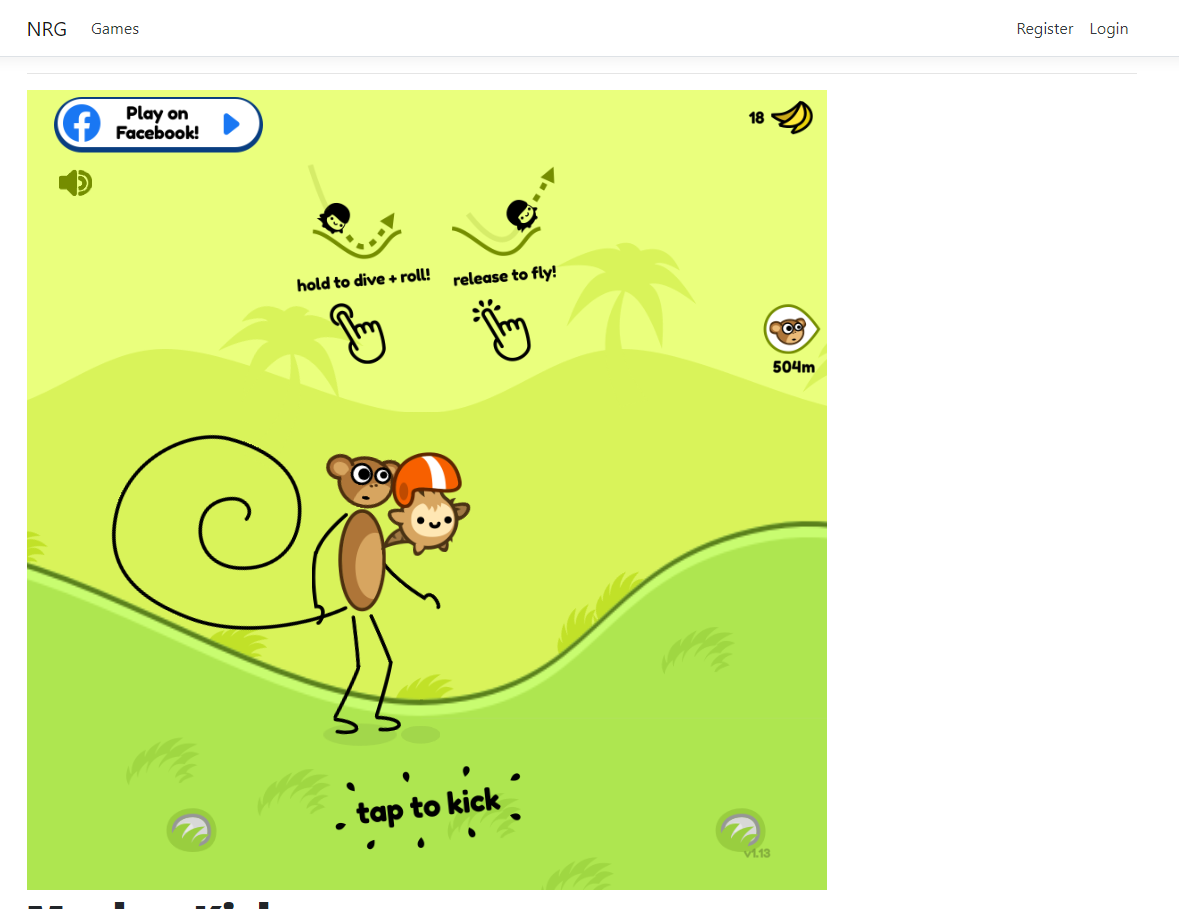 NRG Games Register Login
Play on
Facebook!
18
hold to dive + roll! release to fly!
504m
tap to kick
v1.13